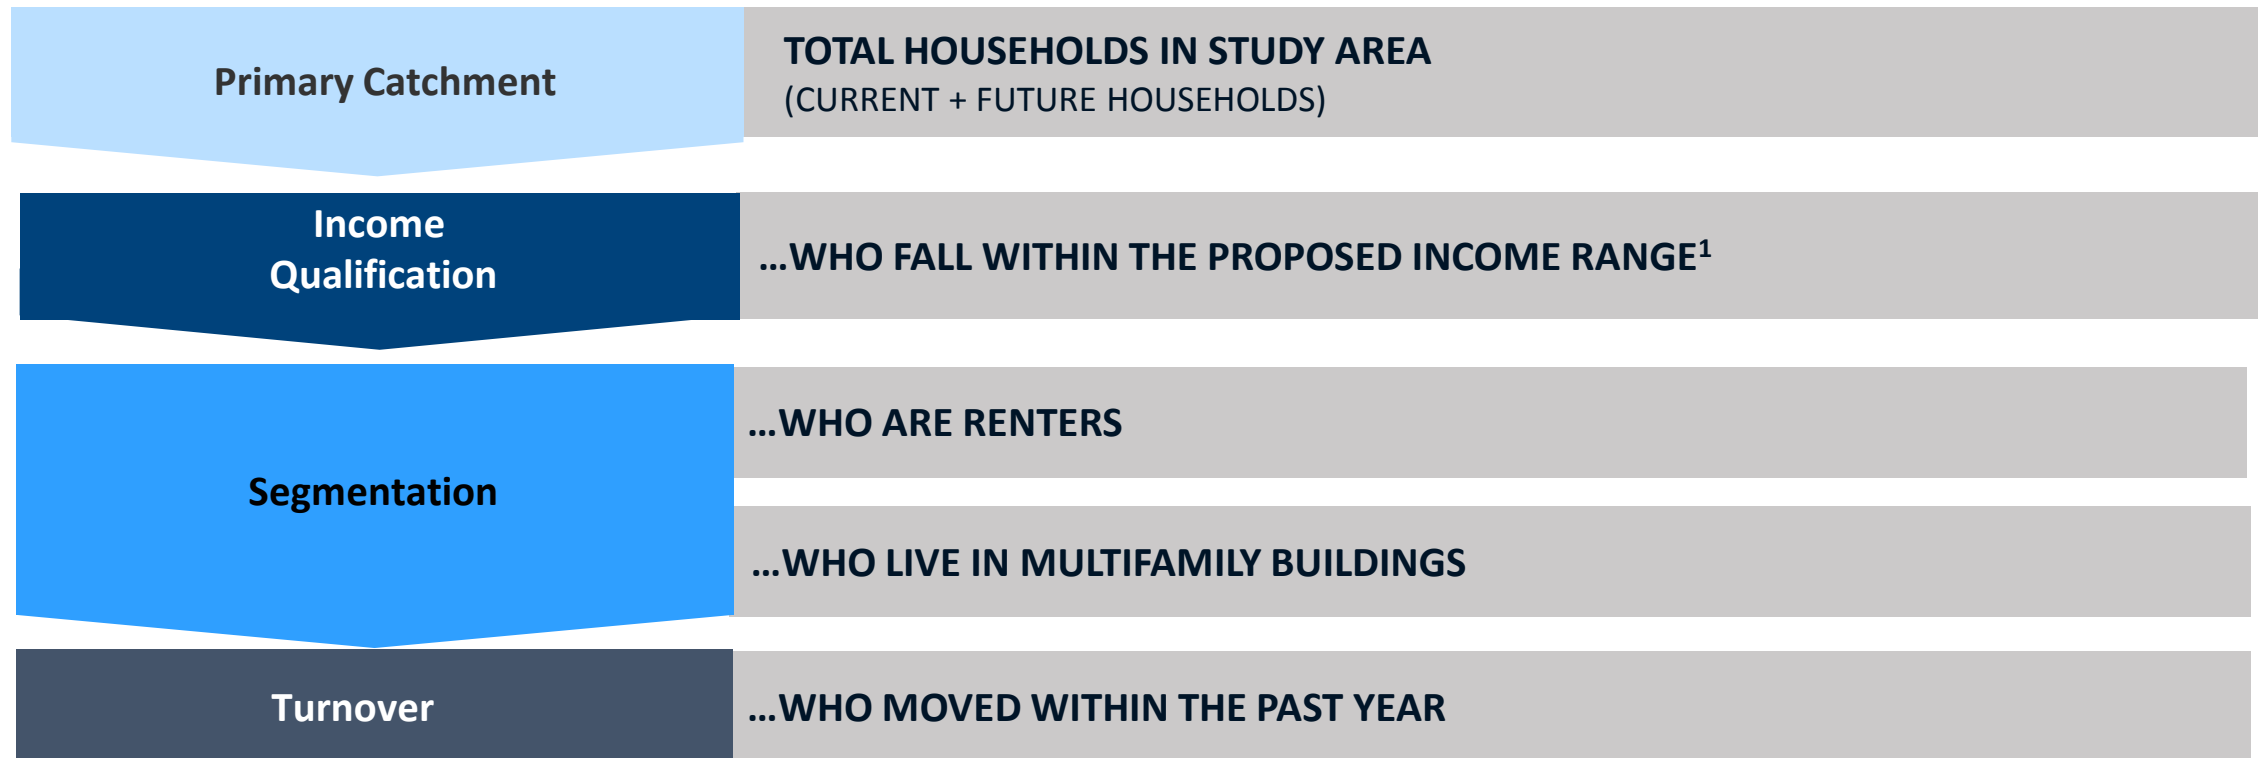 Primary Catchment
TOTAL HOUSEHOLDS IN STUDY AREA
(CURRENT + FUTURE HOUSEHOLDS)
Income
Qualification
...WHO FALL WITHIN THE PROPOSED INCOME RANGE¹
Segmentation
...WHO ARE RENTERS
...WHO LIVE IN MULTIFAMILY BUILDINGS
Turnover
...WHO MOVED WITHIN THE PAST YEAR